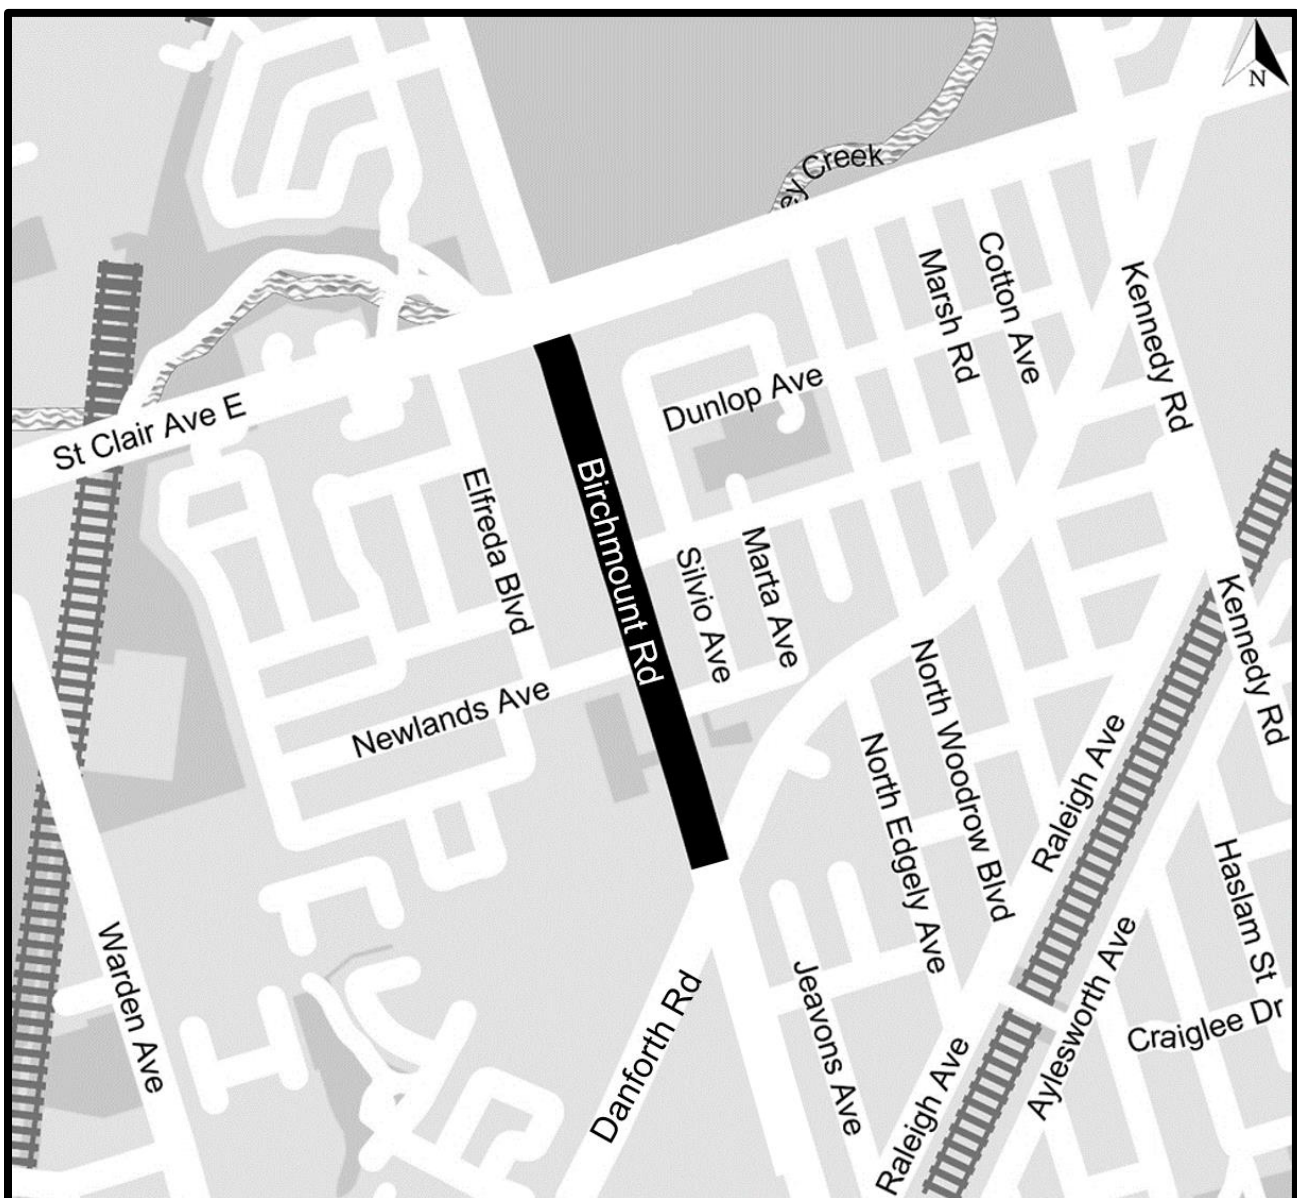 N
ey Creek
Cotton Ave
Marsh Rd
Kennedy Rd
Dunlop Ave
St Clair Ave E
Elfreda Blvd
Birchmount Rd
Marta Ave
Silvio Ave
Kennedy Rd
Newlands Ave
North Woodrow Blvd
North Edgely Ave
Raleigh Ave
Haslam St
Warden Ave
Aylesworth Ave
Jeavons Ave
Danforth Rd
Craiglee Dr
Raleigh Ave